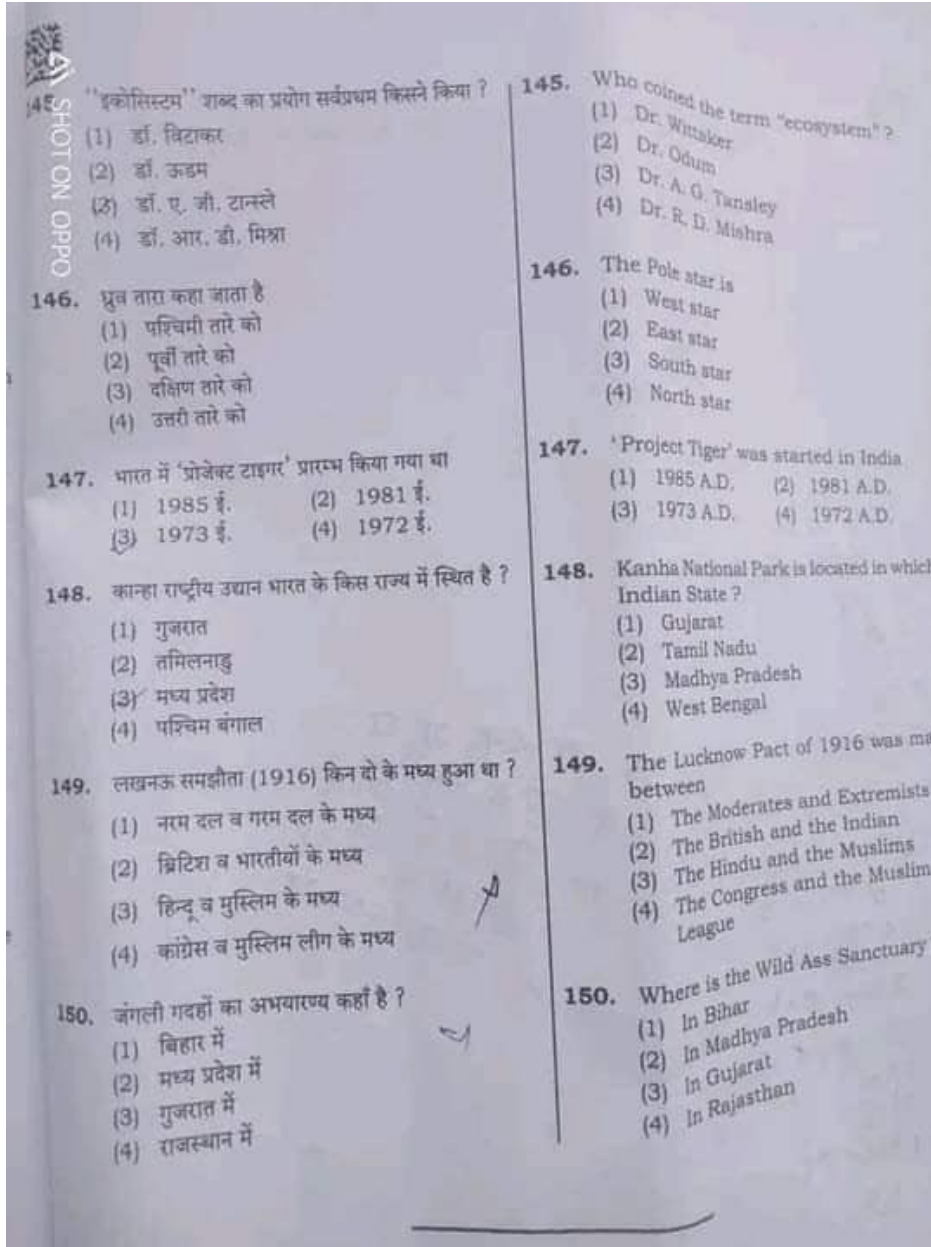 SHOT ON OPPO
145. "इकोसिस्टम" शब्द का प्रयोग सर्वप्रथम किसने किया ?
(1) डॉ. विटाकर
(2) डॉ. ऊडम
(3) डॉ. ए. जी. टान्स्ले
(4) डॉ. आर. डी. मिश्रा
146. ध्रुव तारा कहा जाता है
(1) पश्चिमी तारे को
(2) पूर्वी तारे को
(3) दक्षिण तारे को
(4) उत्तरी तारे को
147. भारत में 'प्रोजेक्ट टाइगर' प्रारम्भ किया गया था
(1) 1985 ई. (2) 1981 ई.
(3) 1973 ई. (4) 1972 ई.
148. कान्हा राष्ट्रीय उद्यान भारत के किस राज्य में स्थित है ?
(1) गुजरात
(2) तमिलनाडु
(3) मध्य प्रदेश
(4) पश्चिम बंगाल
149. लखनऊ समझौता (1916) किन दो के मध्य हुआ था ?
(1) नरम दल व गरम दल के मध्य
(2) ब्रिटिश व भारतीयों के मध्य
(3) हिन्दू व मुस्लिम के मध्य
(4) कांग्रेस व मुस्लिम लीग के मध्य
150. जंगली गदहों का अभयारण्य कहाँ है ?
(1) बिहार में
(2) मध्य प्रदेश में
(3) गुजरात में
(4) राजस्थान में
145. Who coined the term "ecosystem" ?
(1) Dr. Wittaker
(2) Dr. Odum
(3) Dr. A. G. Tansley
(4) Dr. R. D. Mishra
146. The Pole star is
(1) West star
(2) East star
(3) South star
(4) North star
147. 'Project Tiger' was started in India
(1) 1985 A.D. (2) 1981 A.D.
(3) 1973 A.D. (4) 1972 A.D.
148. Kanha National Park is located in which
Indian State ?
(1) Gujarat
(2) Tamil Nadu
(3) Madhya Pradesh
(4) West Bengal
149. The Lucknow Pact of 1916 was ma
between
(1) The Moderates and Extremists
(2) The British and the Indian
(3) The Hindu and the Muslims
(4) The Congress and the Muslim
League
150. Where is the Wild Ass Sanctuary
(1) In Bihar
(2) In Madhya Pradesh
(3) In Gujarat
(4) In Rajasthan